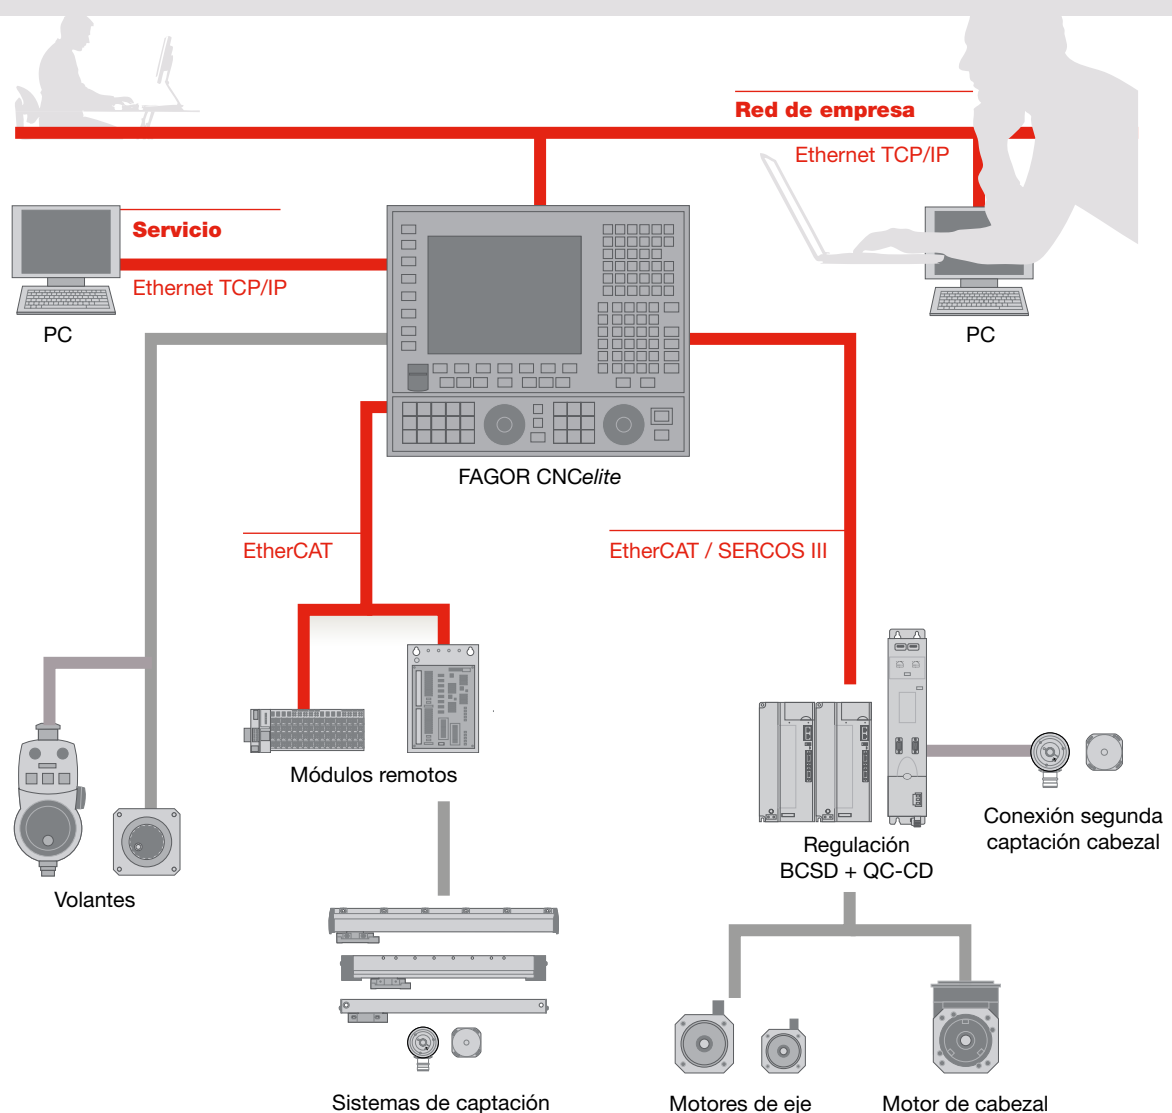 Red de empresa
Ethernet TCP/IP
Servicio
Ethernet TCP/IP
PC
PC
FAGOR CNCelite
EtherCAT
EtherCAT / SERCOS III
Módulos remotos
Conexión segunda
captación cabezal
Regulación
BCSD + QC-CD
Volantes
Sistemas de captación
Motores de eje
Motor de cabezal